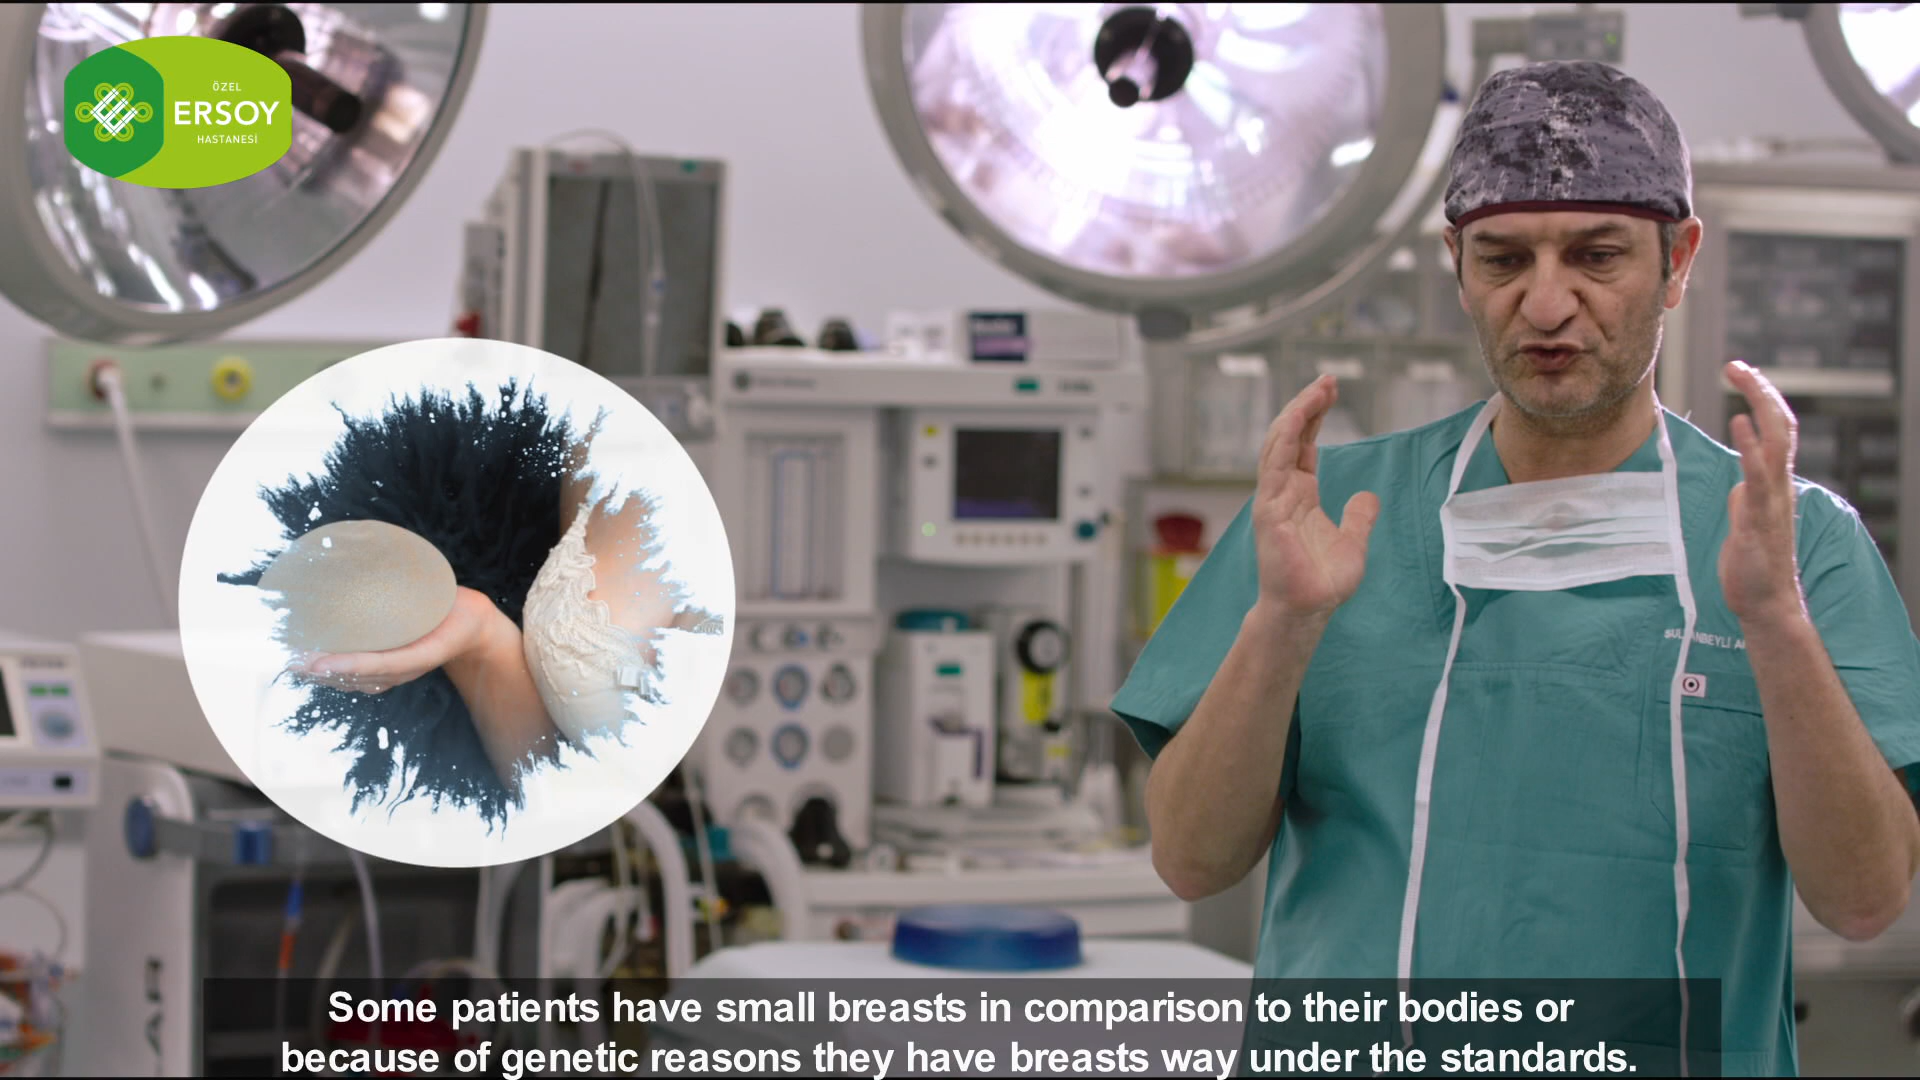 ÖZEL
ERSOY
HASTANESİ
Some patients have small breasts in comparison to their bodies or
because of genetic reasons they have breasts way under the standards.